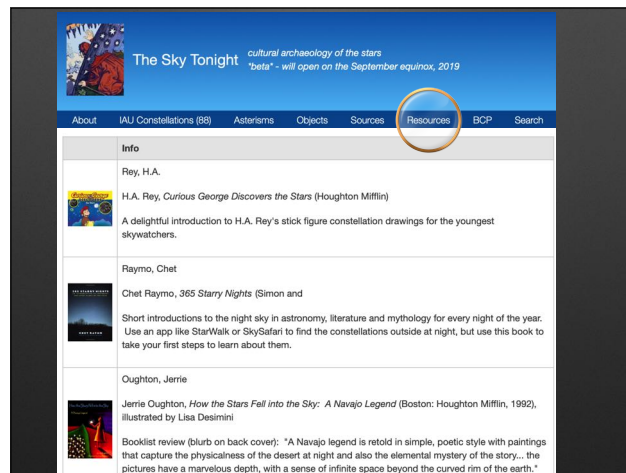 The Sky Tonight
cultural archaeology of the stars
"beta" - will open on the September equinox, 2019
About IAU Constellations (88) Asterisms Objects Sources Resources BCP Search
Info
Rey, H.A.
H.A. Rey, Curious George Discovers the Stars (Houghton Mifflin)
A delightful introduction to H.A. Rey's stick figure constellation drawings for the youngest
skywatchers.
Raymo, Chet
Chet Raymo, 365 Starry Nights (Simon and
Short introductions to the night sky in astronomy, literature and mythology for every night of the year.
Use an app like StarWalk or SkySafari to find the constellations outside at night, but use this book to
take your first steps to learn about them.
Oughton, Jerrie
Jerrie Oughton, How the Stars Fell into the Sky: A Navajo Legend (Boston: Houghton Mifflin, 1992),
illustrated by Lisa Desimini
Booklist review (blurb on back cover): "A Navajo legend is retold in simple, poetic style with paintings
that capture the physicalness of the desert at night and also the elemental mystery of the story... the
pictures have a marvelous depth, with a sense of infinite space beyond the curved rim of the earth."